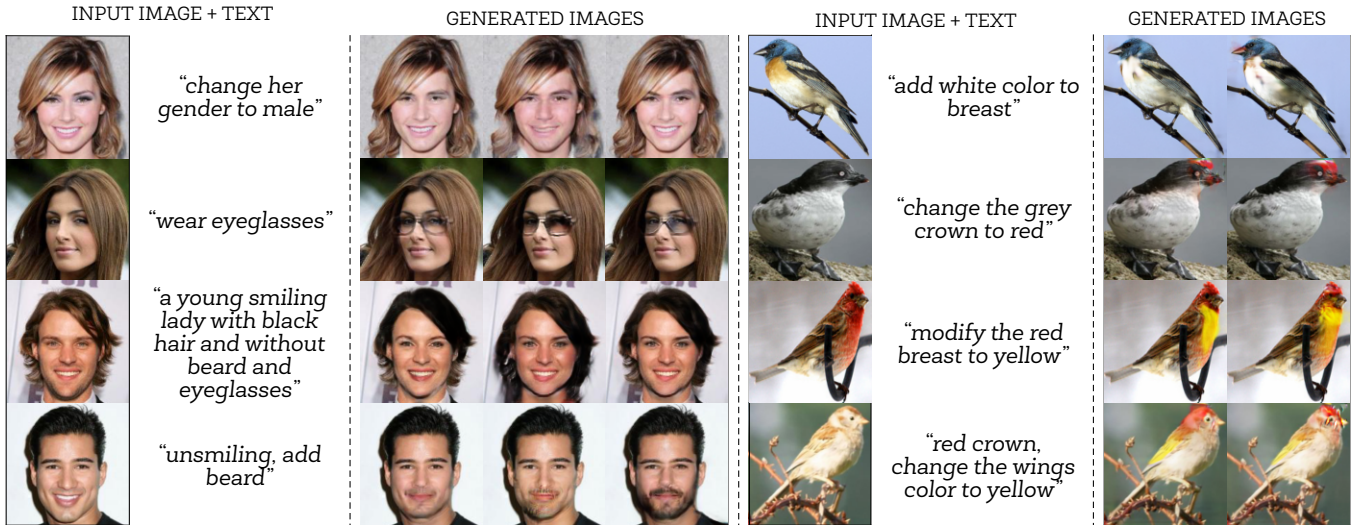 INPUT IMAGE + TEXT
GENERATED IMAGES
INPUT IMAGE + TEXT
GENERATED IMAGES
“change her
gender to male”
“add white color to
breast”
“wear eyeglasses”
“change the grey
crown to red”
“a young smiling
lady with black
hair and without
beard and
eyeglasses”
“modify the red
breast to yellow”
“unsmiling, add
beard”
“red crown,
change the wings
color to yellow”